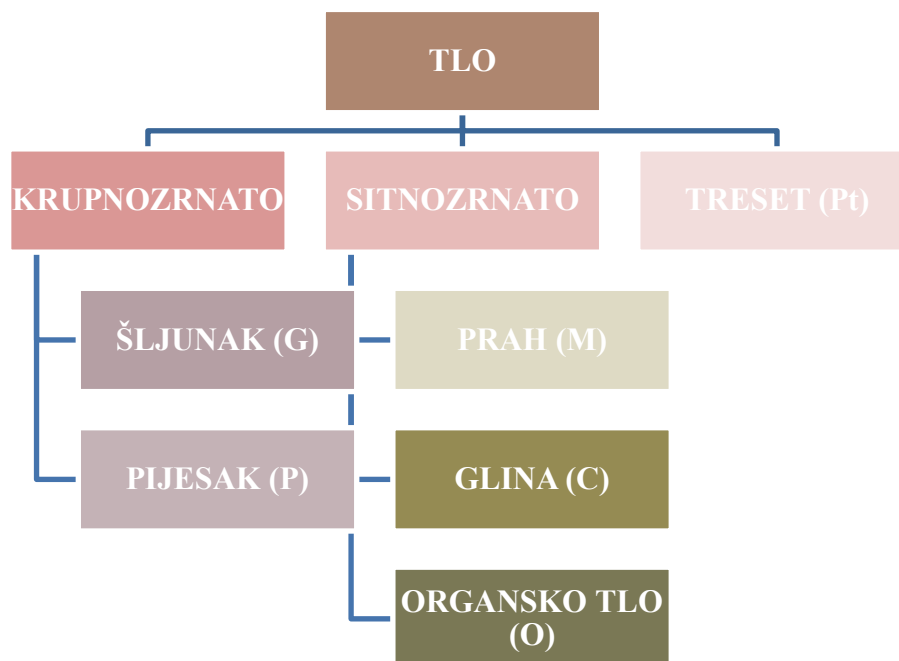 TLO
KRUPNOZRNATO
SITNOZRNATO
TRESET (Pt)
ŠLJUNAK (G)
PRAH (M)
PIJESAK (P)
GLINA (C)
ORGANSKO TLO
(O)